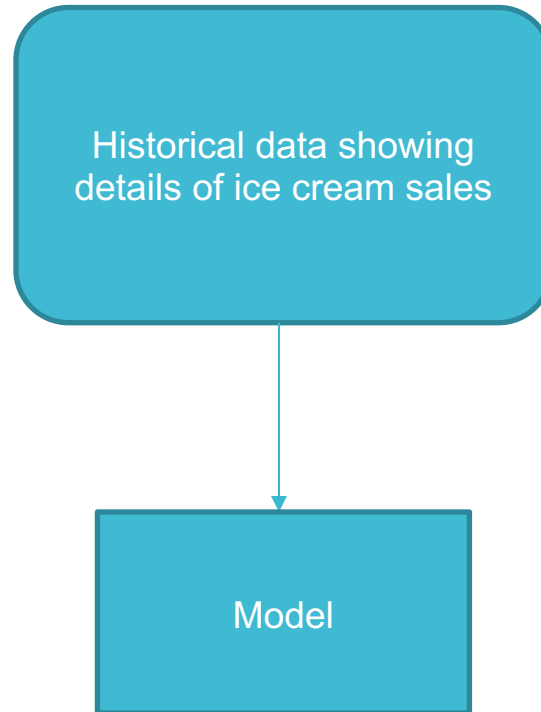 Historical data showing
details of ice cream sales
Model